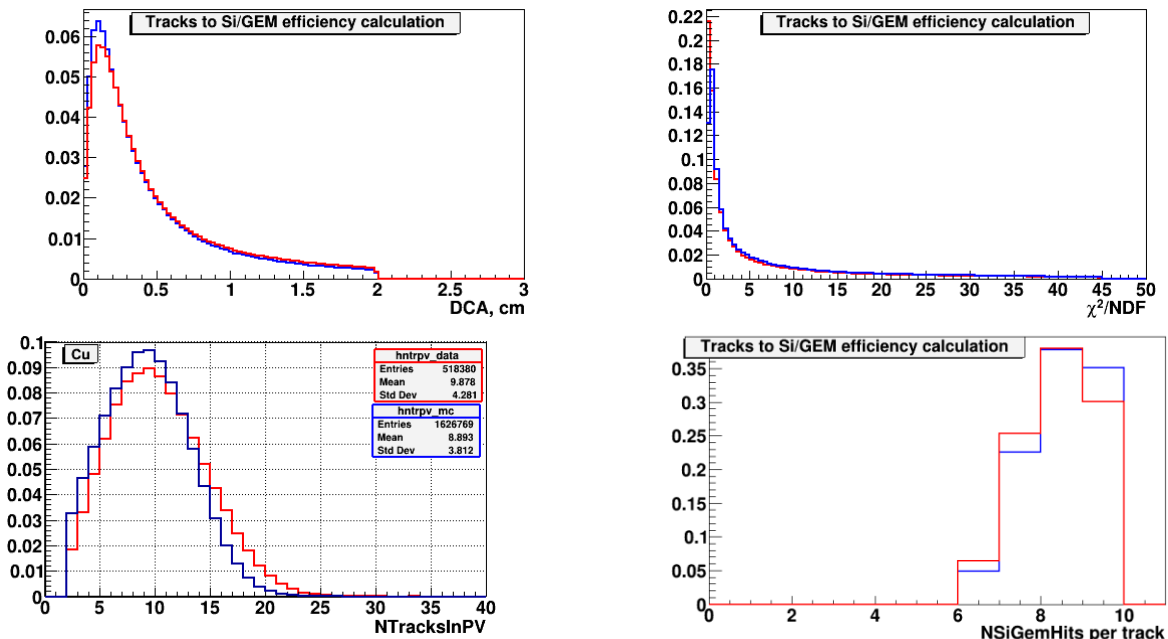 Tracks to Si/GEM efficiency calculation
0.06
0.05
0.04
0.03
0.02
0.01
0
0 0.5 1 1.5 2 2.5 3
DCA, cm
Tracks to Si/GEM efficiency calculation
0.22
0.2
0.18
0.16
0.14
0.12
0.1
0.08
0.06
0.04
0.02
0
0 5 10 15 20 25 30 35 40 45 50
χ²/NDF
Cu
0.1
0.09
0.08
0.07
0.06
0.05
0.04
0.03
0.02
0.01
0
0 5 10 15 20 25 30 35 40
NTracksInPV
hntrpv_data
Entries 518380
Mean 9.878
Std Dev 4.281
hntrpv_mc
Entries 1626769
Mean 8.893
Std Dev 3.812
Tracks to Si/GEM efficiency calculation
0.35
0.3
0.25
0.2
0.15
0.1
0.05
0
0 2 4 6 8 10
NSiGemHits per track